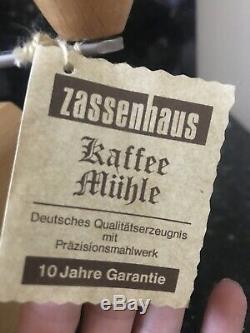 zassenhaus
Kaffee
Mühle
Deutsches Qualitätserzeugnis
mit
Präzisionsmahlwerk
10 Jahre Garantie